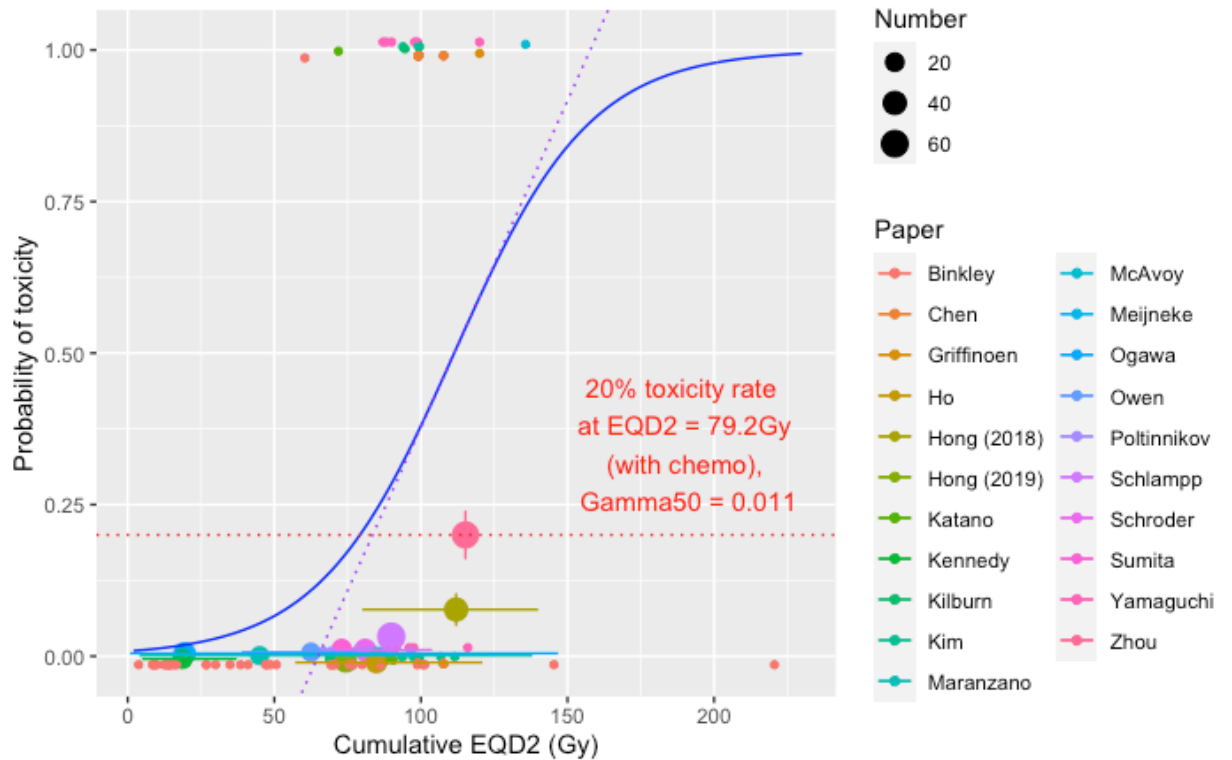 Probability of toxicity
1.00
0.75
0.50
0.25
0.00
0
50
100
150
200
Cumulative EQD2 (Gy)
20% toxicity rate
at EQD2 = 79.2Gy
(with chemo),
Gamma50 = 0.011
Number
20
40
60
Paper
Binkley
Chen
Griffinoen
Ho
Hong (2018)
Hong (2019)
Katano
Kennedy
Kilburn
Kim
Maranzano
McAvoy
Meijneke
Ogawa
Owen
Poltinnikov
Schlampp
Schroder
Sumita
Yamaguchi
Zhou